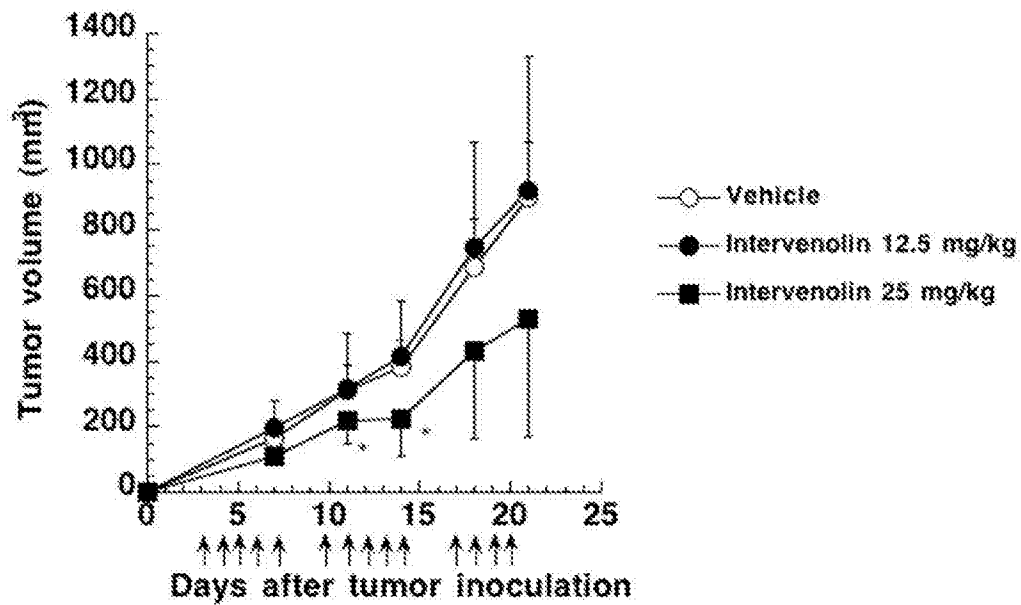 1400
1200
1000
800
600
400
200
0
Tumor volume (mm³)
0 5 10 15 20 25
Days after tumor inoculation
Vehicle
Intervenolin 12.5 mg/kg
Intervenolin 25 mg/kg
*
*